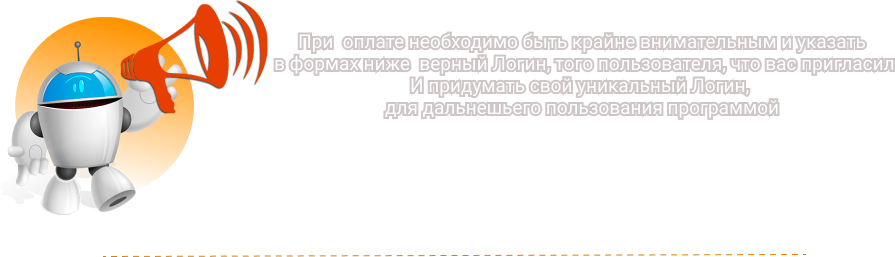 При оплате необходимо быть крайне внимательным и указать
в формах ниже верный Логин, того пользователя, что вас пригласил
И придумать свой уникальный Логин,
для дальнешьего пользования программой